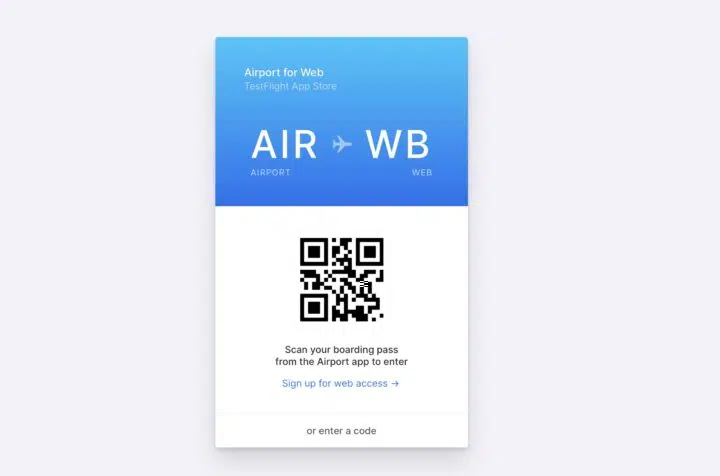 Airport for Web
TestFlight App Store
AIR ✈ WB
AIRPORT WEB
Scan your boarding pass
from the Airport app to enter
Sign up for web access →
or enter a code